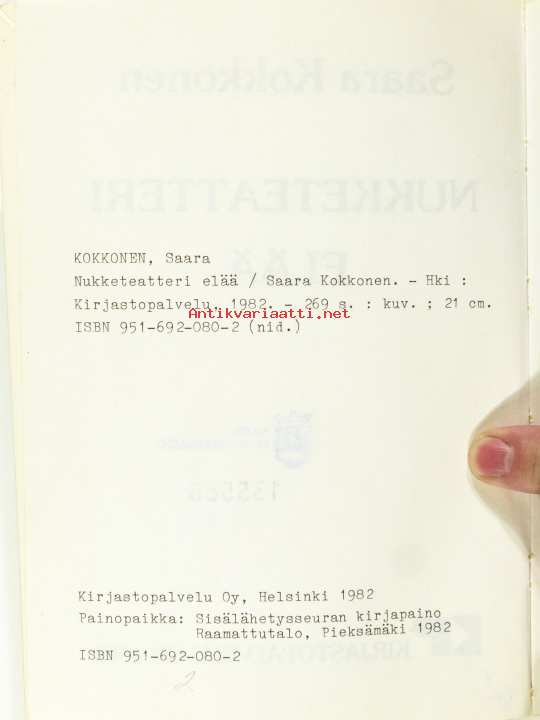 KOKKONEN, Saara
Nukketeatteri elää / Saara Kokkonen. - Hki :
Kirjastopalvelu, 1982. - 269 s. : kuv. ; 21 cm.
Antikvariaatti.net
ISBN 951-692-080-2 (nid.)
Kirjastopalvelu Oy, Helsinki 1982
Painopaikka: Sisälähetysseuran kirjapaino
Raamattutalo, Pieksämäki 1982
ISBN 951-692-080-2
2